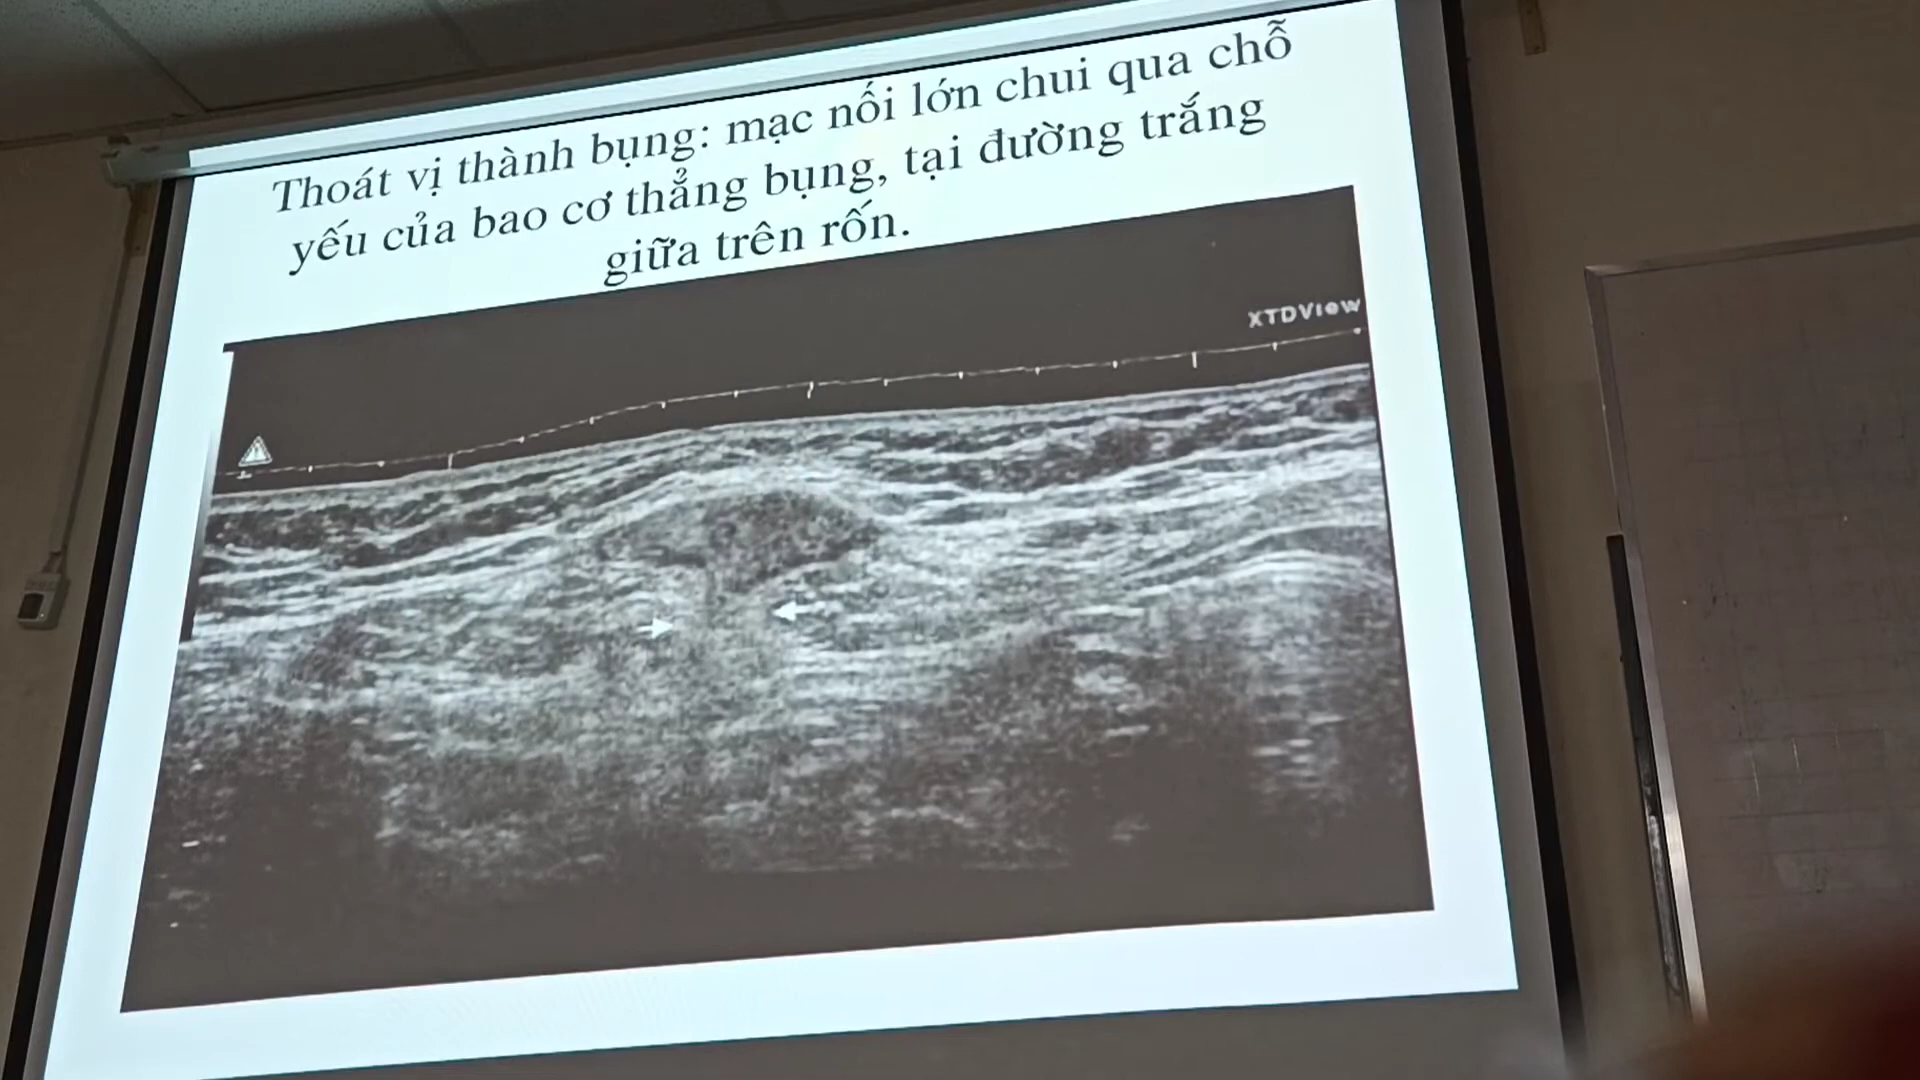 Thoát vị thành bụng: mạc nối lớn chui qua chỗ
yếu của bao cơ thẳng bụng, tại đường trắng
giữa trên rốn.
XTDView